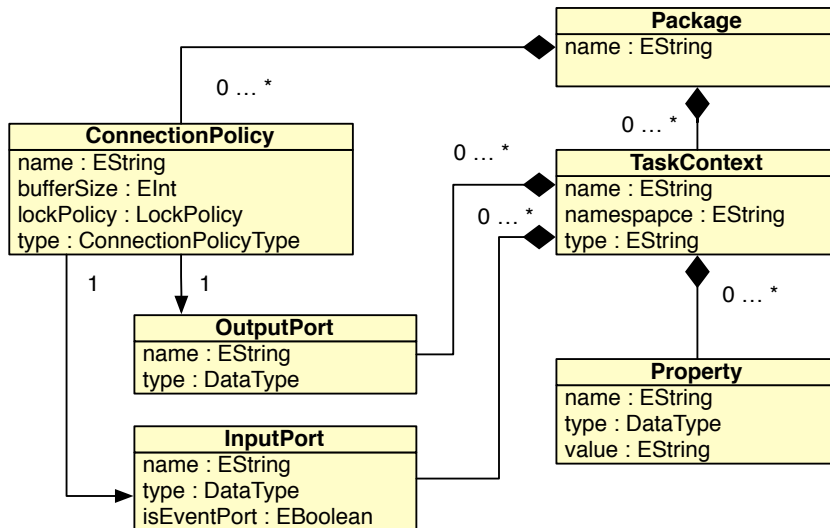 Package
name : EString
0 ... *
0 ... *
ConnectionPolicy
name : EString
bufferSize : EInt
lockPolicy : LockPolicy
type : ConnectionPolicyType
0 ... *
TaskContext
name : EString
namespapce : EString
type : EString
0 ... *
1
1
0 ... *
OutputPort
name : EString
type : DataType
Property
name : EString
type : DataType
value : EString
InputPort
name : EString
type : DataType
isEventPort : EBoolean